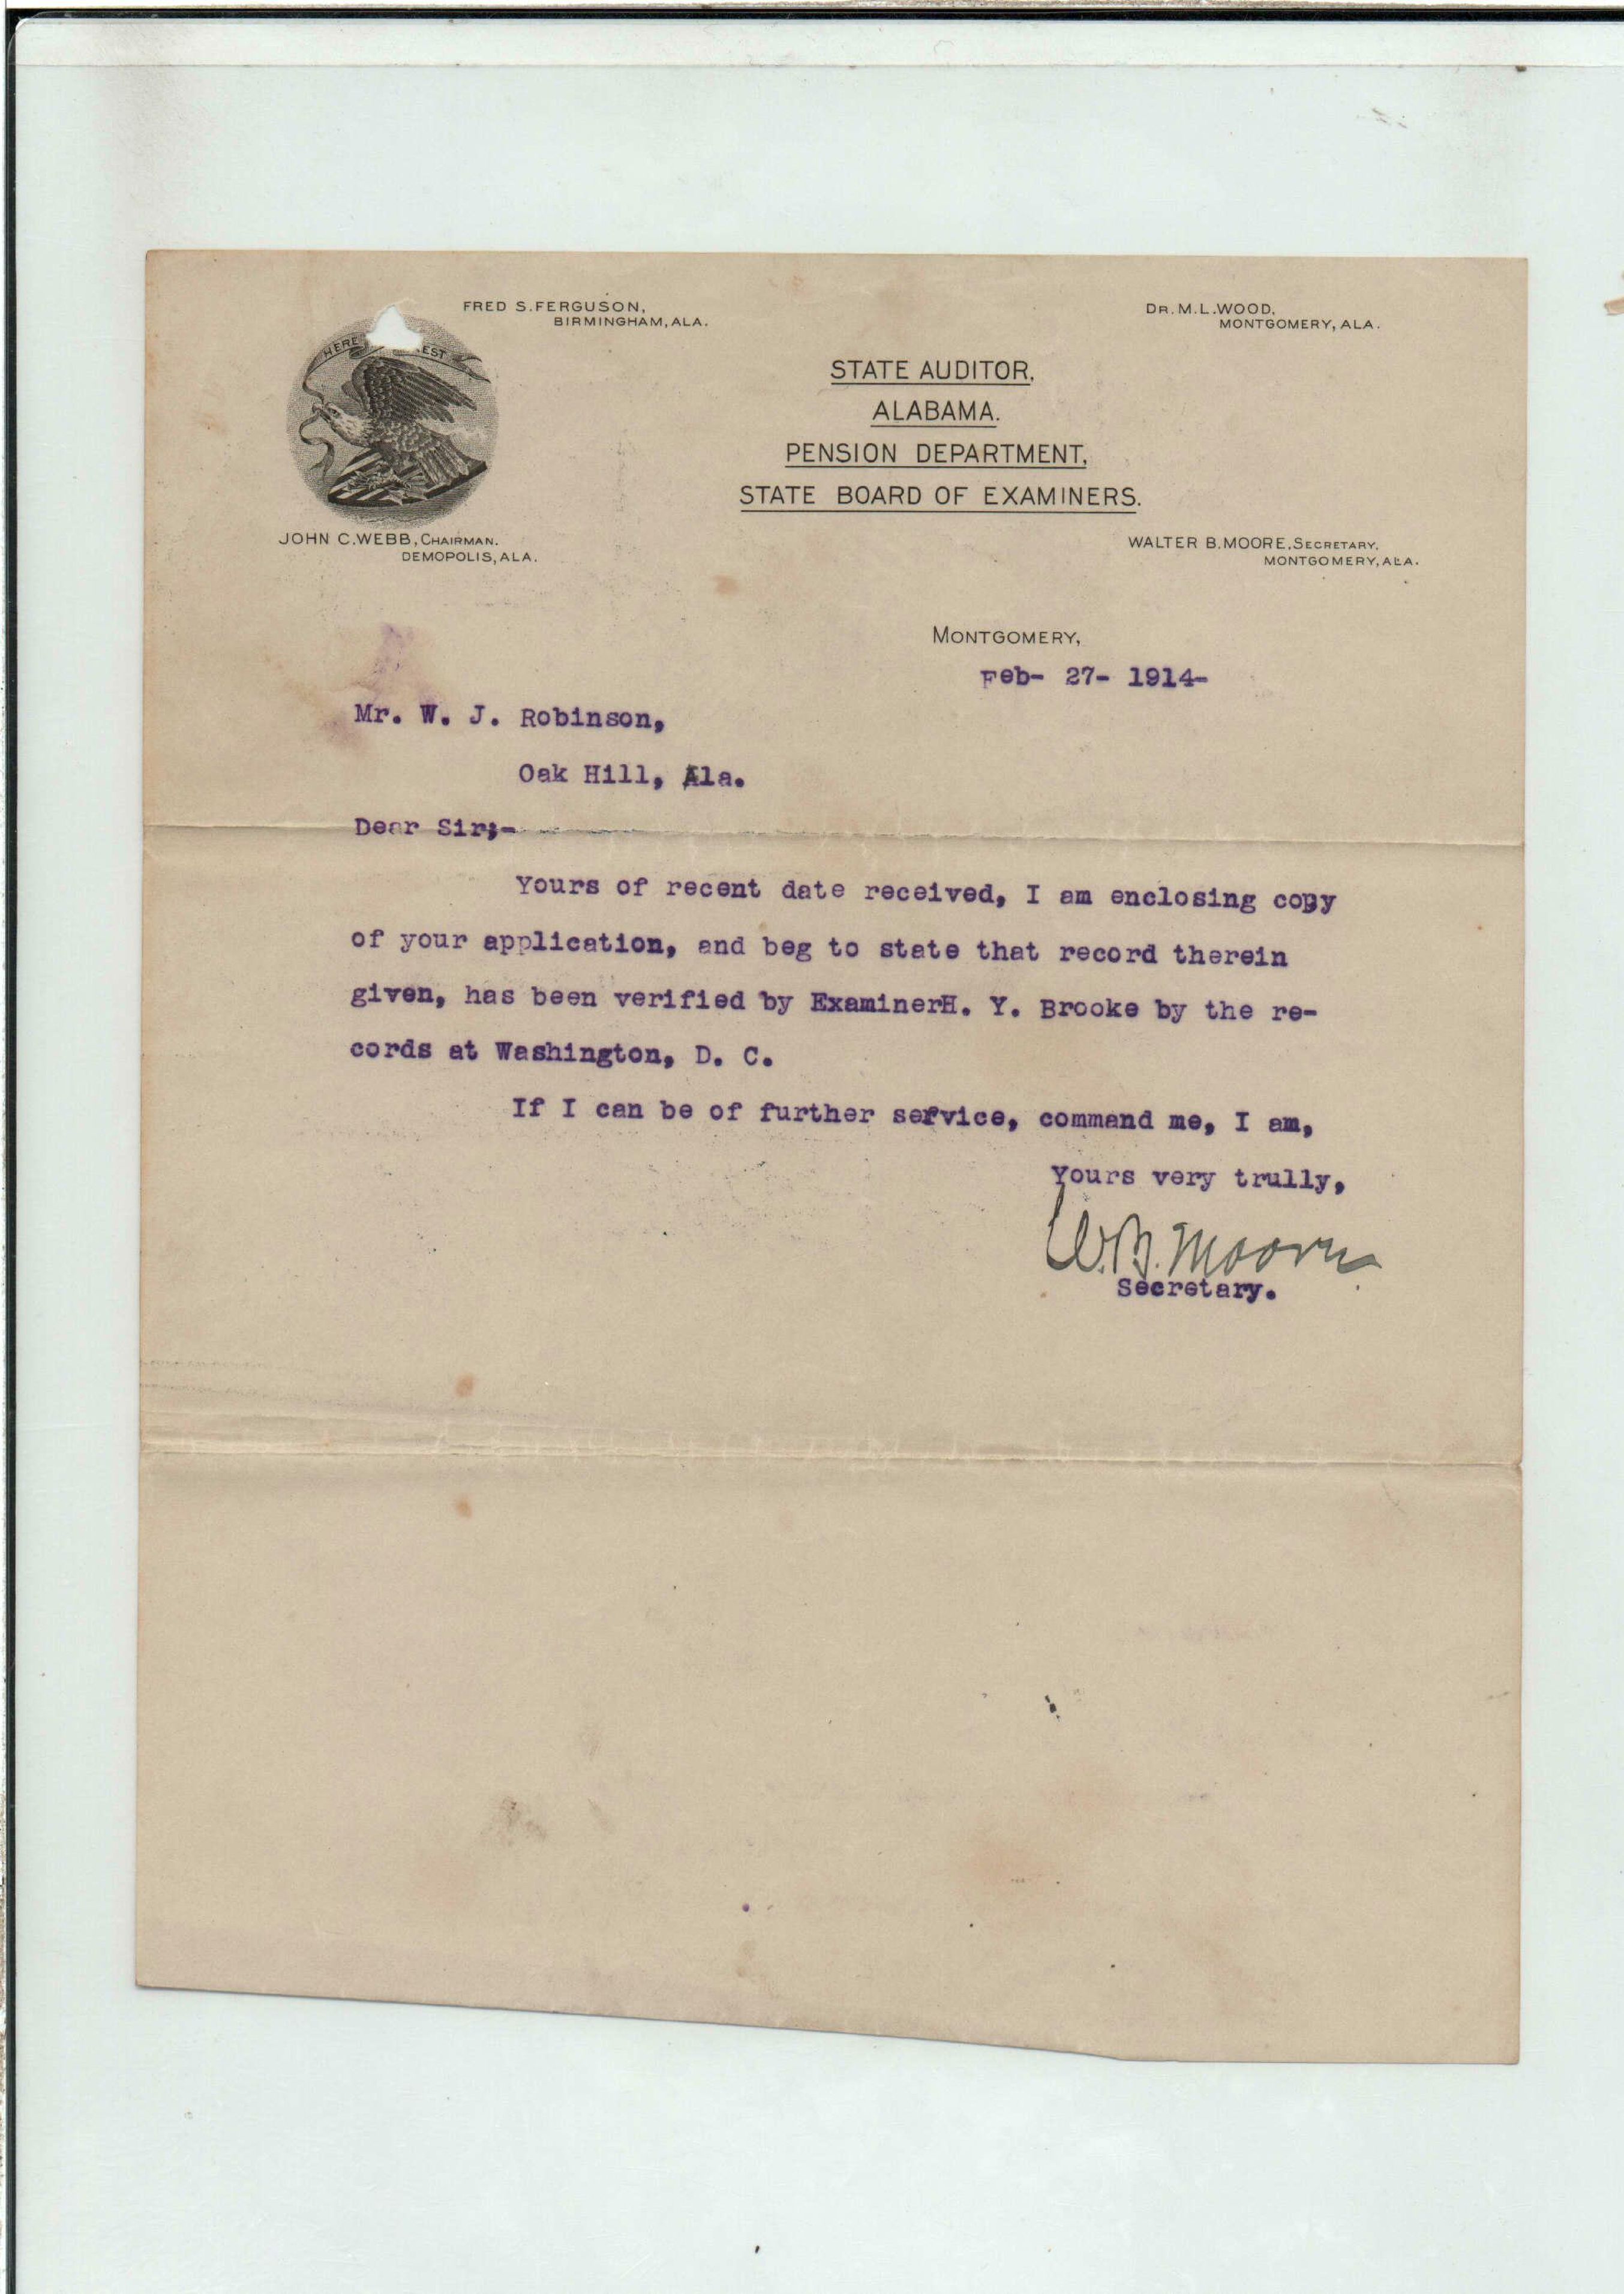 FRED S. FERGUSON,
BIRMINGHAM, ALA.
DR. M. L. WOOD,
MONTGOMERY, ALA.
HERE EST
STATE AUDITOR,
ALABAMA.
PENSION DEPARTMENT,
STATE BOARD OF EXAMINERS.
JOHN C. WEBB, CHAIRMAN.
DEMOPOLIS, ALA.
WALTER B. MOORE, SECRETARY,
MONTGOMERY, ALA.
MONTGOMERY,
Feb- 27- 1914-
Mr. W. J. Robinson,
Oak Hill, Ala.
Dear Sir;-
Yours of recent date received, I am enclosing copy
of your application, and beg to state that record therein
given, has been verified by ExaminerH. Y. Brooke by the re-
cords at Washington, D. C.
If I can be of further service, command me, I am,
Yours very trully,
W. B. Moore
Secretary.